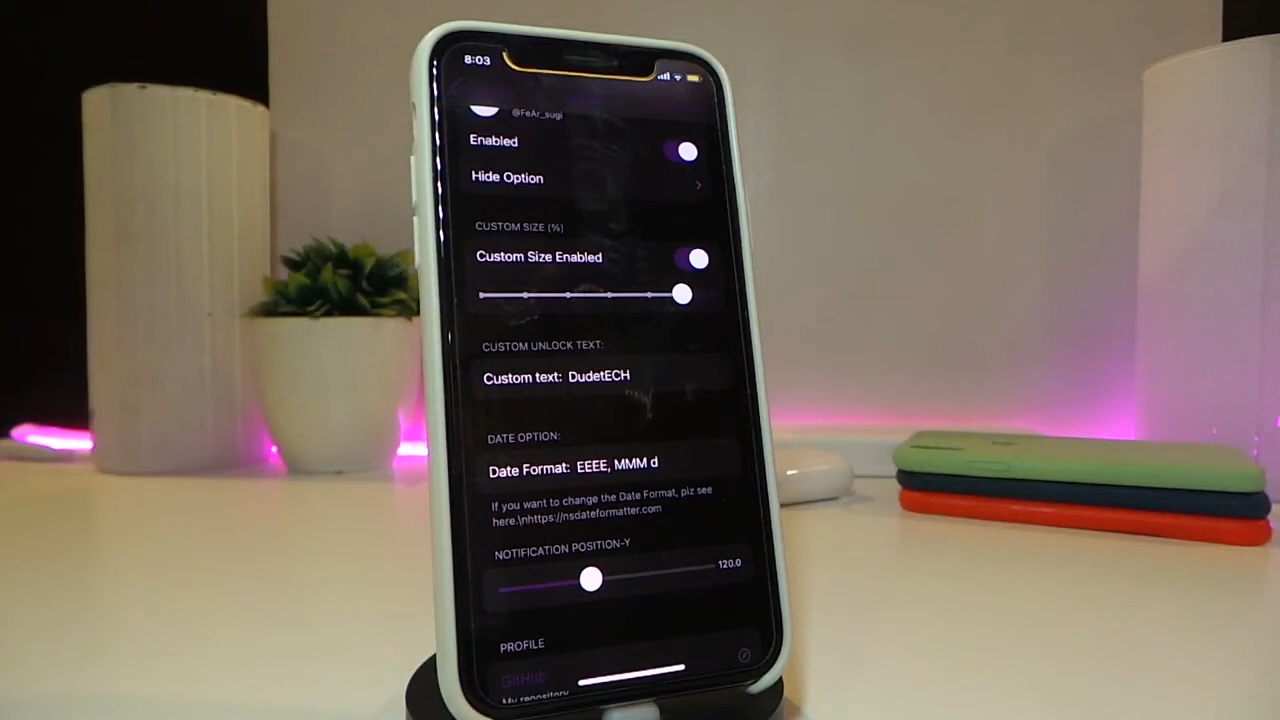 8:03
@FeAr_sugi
Enabled
Hide Option
CUSTOM SIZE (%)
Custom Size Enabled
CUSTOM UNLOCK TEXT:
Custom text: DudetECH
DATE OPTION:
Date Format: EEEE, MMM d
If you want to change the Date Format, plz see
here.\nhttps://nsdateformatter.com
NOTIFICATION POSITION-Y
120.0
PROFILE
GitHub
My repository